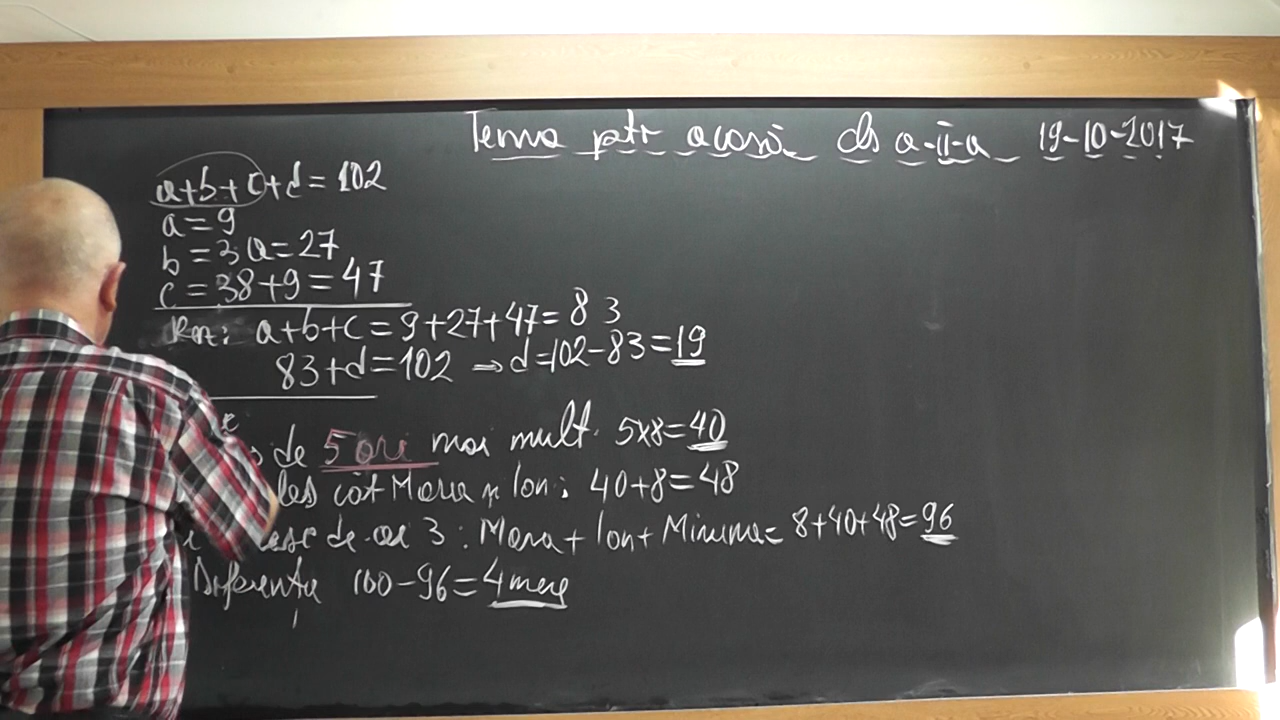 Tema ptr acasă cls a-II-a 19-10-2017
a+b+c+d=102
a=9
b=3a=27
c=38+9=47
a+b+c=9+27+47=83
83+d=102 → d=102-83=19
de 5 ori mai mult. 5x8=40
les cât Mara și Ion; 40+8=48
de cei 3: Mara+Ion+Minuna=8+40+48=96
Diferența 100-96=4 mere